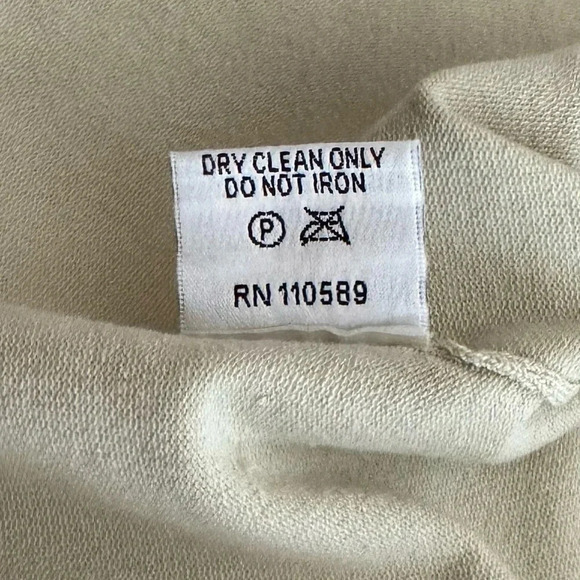 DRY CLEAN ONLY
DO NOT IRON
P
RN 110589